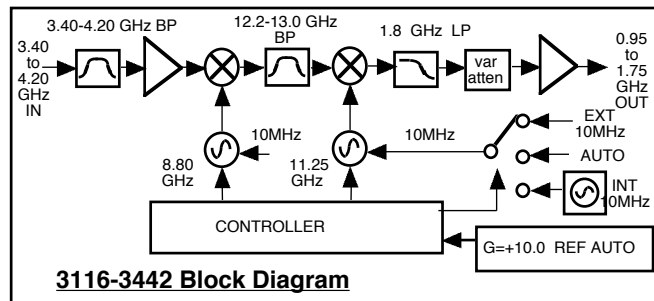 3.40-4.20 GHz BP
12.2-13.0 GHz
BP
1.8 GHz LP
3.40
to
4.20
GHz
IN
var
atten
0.95
to
1.75
GHz
OUT
10MHz
8.80
GHz
11.25
GHz
10MHz
EXT
10MHz
AUTO
INT
10MHz
CONTROLLER
G=+10.0 REF AUTO
3116-3442 Block Diagram